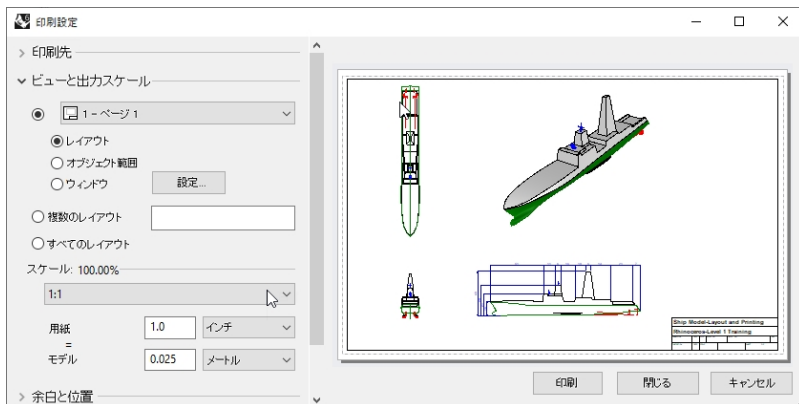 印刷設定
印刷先
ビューと出力スケール
1 - ページ 1
レイアウト
オブジェクト範囲
ウィンドウ
設定...
複数のレイアウト
すべてのレイアウト
スケール: 100.00%
1:1
用紙
1.0
インチ
=
モデル
0.025
メートル
余白と位置
Ship Model-Layout and Printing
Rhinoceros-Level 1 Training
印刷
閉じる
キャンセル